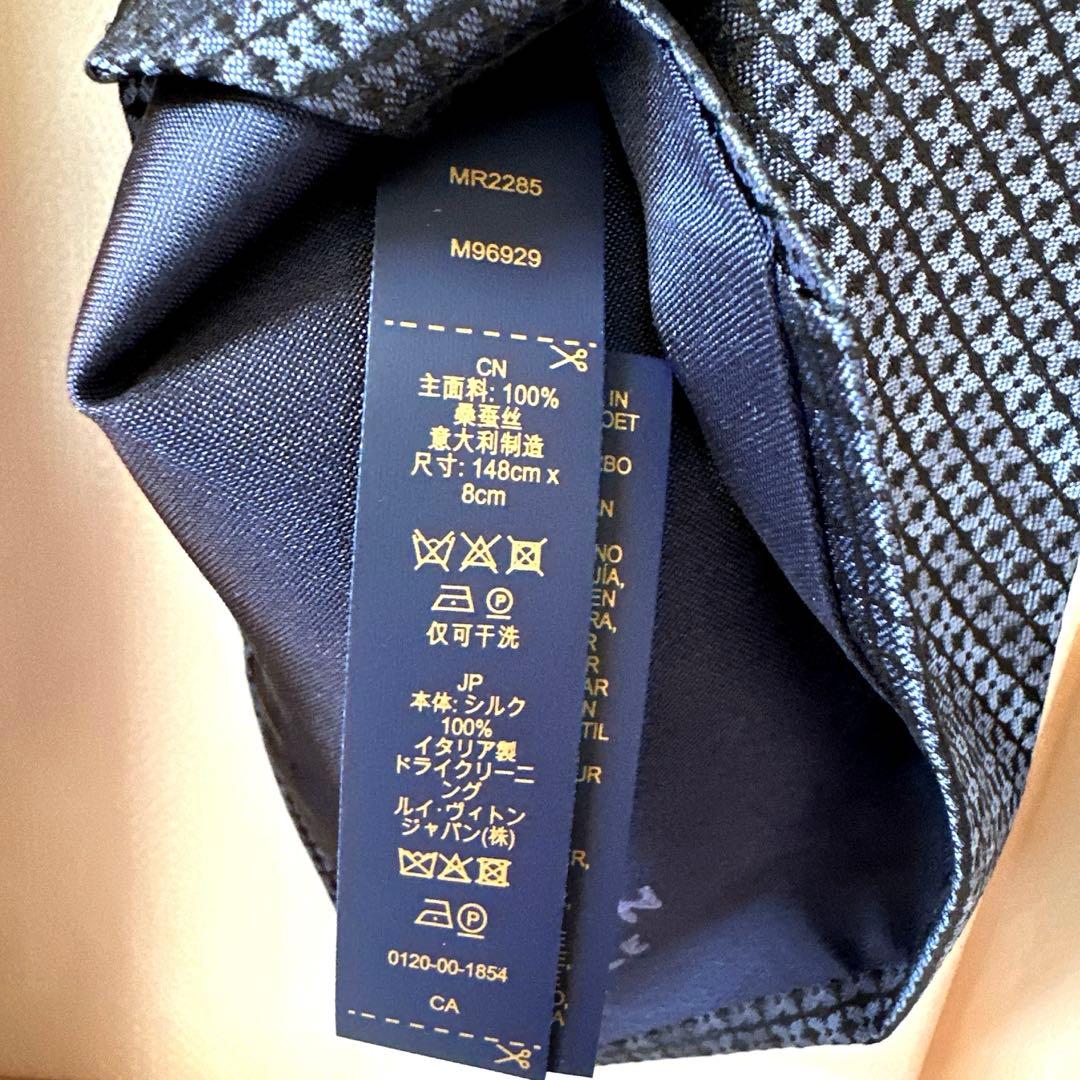 MR2285
M96929
CN
主面料: 100%
桑蚕丝
意大利制造
尺寸: 148cm x
8cm
P
仅可干洗
JP
本体: シルク
100%
イタリア製
ドライクリーニ
ング
ルイ·ヴィトン
ジャパン(株)
P
0120-00-1854
CA
IN